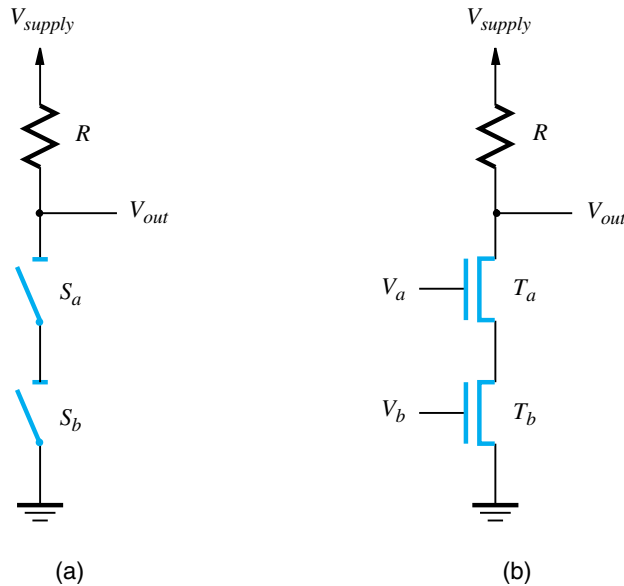 V_supply
R
V_out
S_a
S_b
(a)
V_supply
R
V_out
V_a
T_a
V_b
T_b
(b)